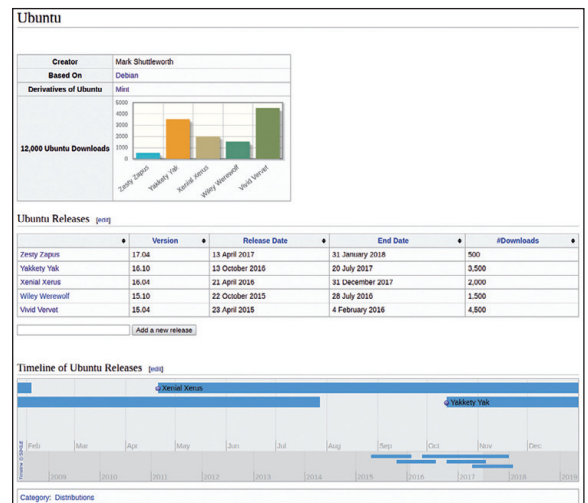 Ubuntu
Creator Mark Shuttleworth
Based On Debian
Derivatives of Ubuntu Mint
12,000 Ubuntu Downloads
6000
5000
4000
3000
2000
1000
0
Zesty Zapus
Yakkety Yak
Xenial Xerus
Wiley Werewolf
Vivid Vervet
Ubuntu Releases [edit]
Version Release Date End Date #Downloads
Zesty Zapus 17.04 13 April 2017 31 January 2018 500
Yakkety Yak 16.10 13 October 2016 20 July 2017 3,500
Xenial Xerus 16.04 21 April 2016 31 December 2017 2,000
Wiley Werewolf 15.10 22 October 2015 28 July 2016 1,500
Vivid Vervet 15.04 23 April 2015 4 February 2016 4,500
Add a new release
Timeline of Ubuntu Releases [edit]
Xenial Xerus
Yakkety Yak
Feb Mar Apr May Jun Jul Aug Sep Oct Nov Dec
2009 2010 2011 2012 2013 2014 2015 2016 2017 2018 2019
Timeline © SIMILE
Category: Distributions